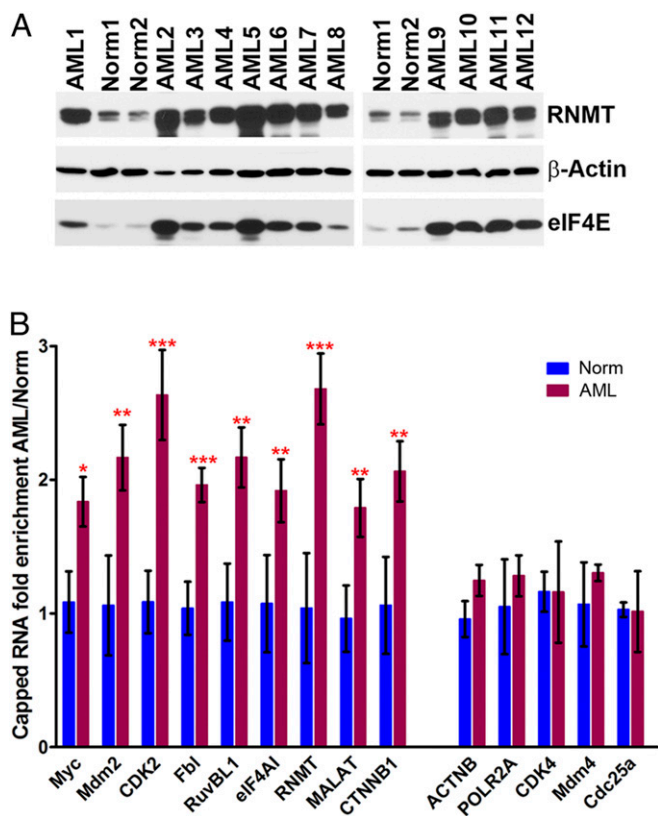 A
AML1 Norm1 Norm2 AML2 AML3 AML4 AML5 AML6 AML7 AML8 Norm1 Norm2 AML9 AML10 AML11 AML12
RNMT
β-Actin
eIF4E
B
Capped RNA fold enrichment AML/Norm
3
2
1
0
* ** *** *** ** ** *** ** **
Norm
AML
Myc Mdm2 CDK2 Fbl RuvBL1 eIF4AI RNMT MALAT CTNNB1 ACTNB POLR2A CDK4 Mdm4 Cdc25a